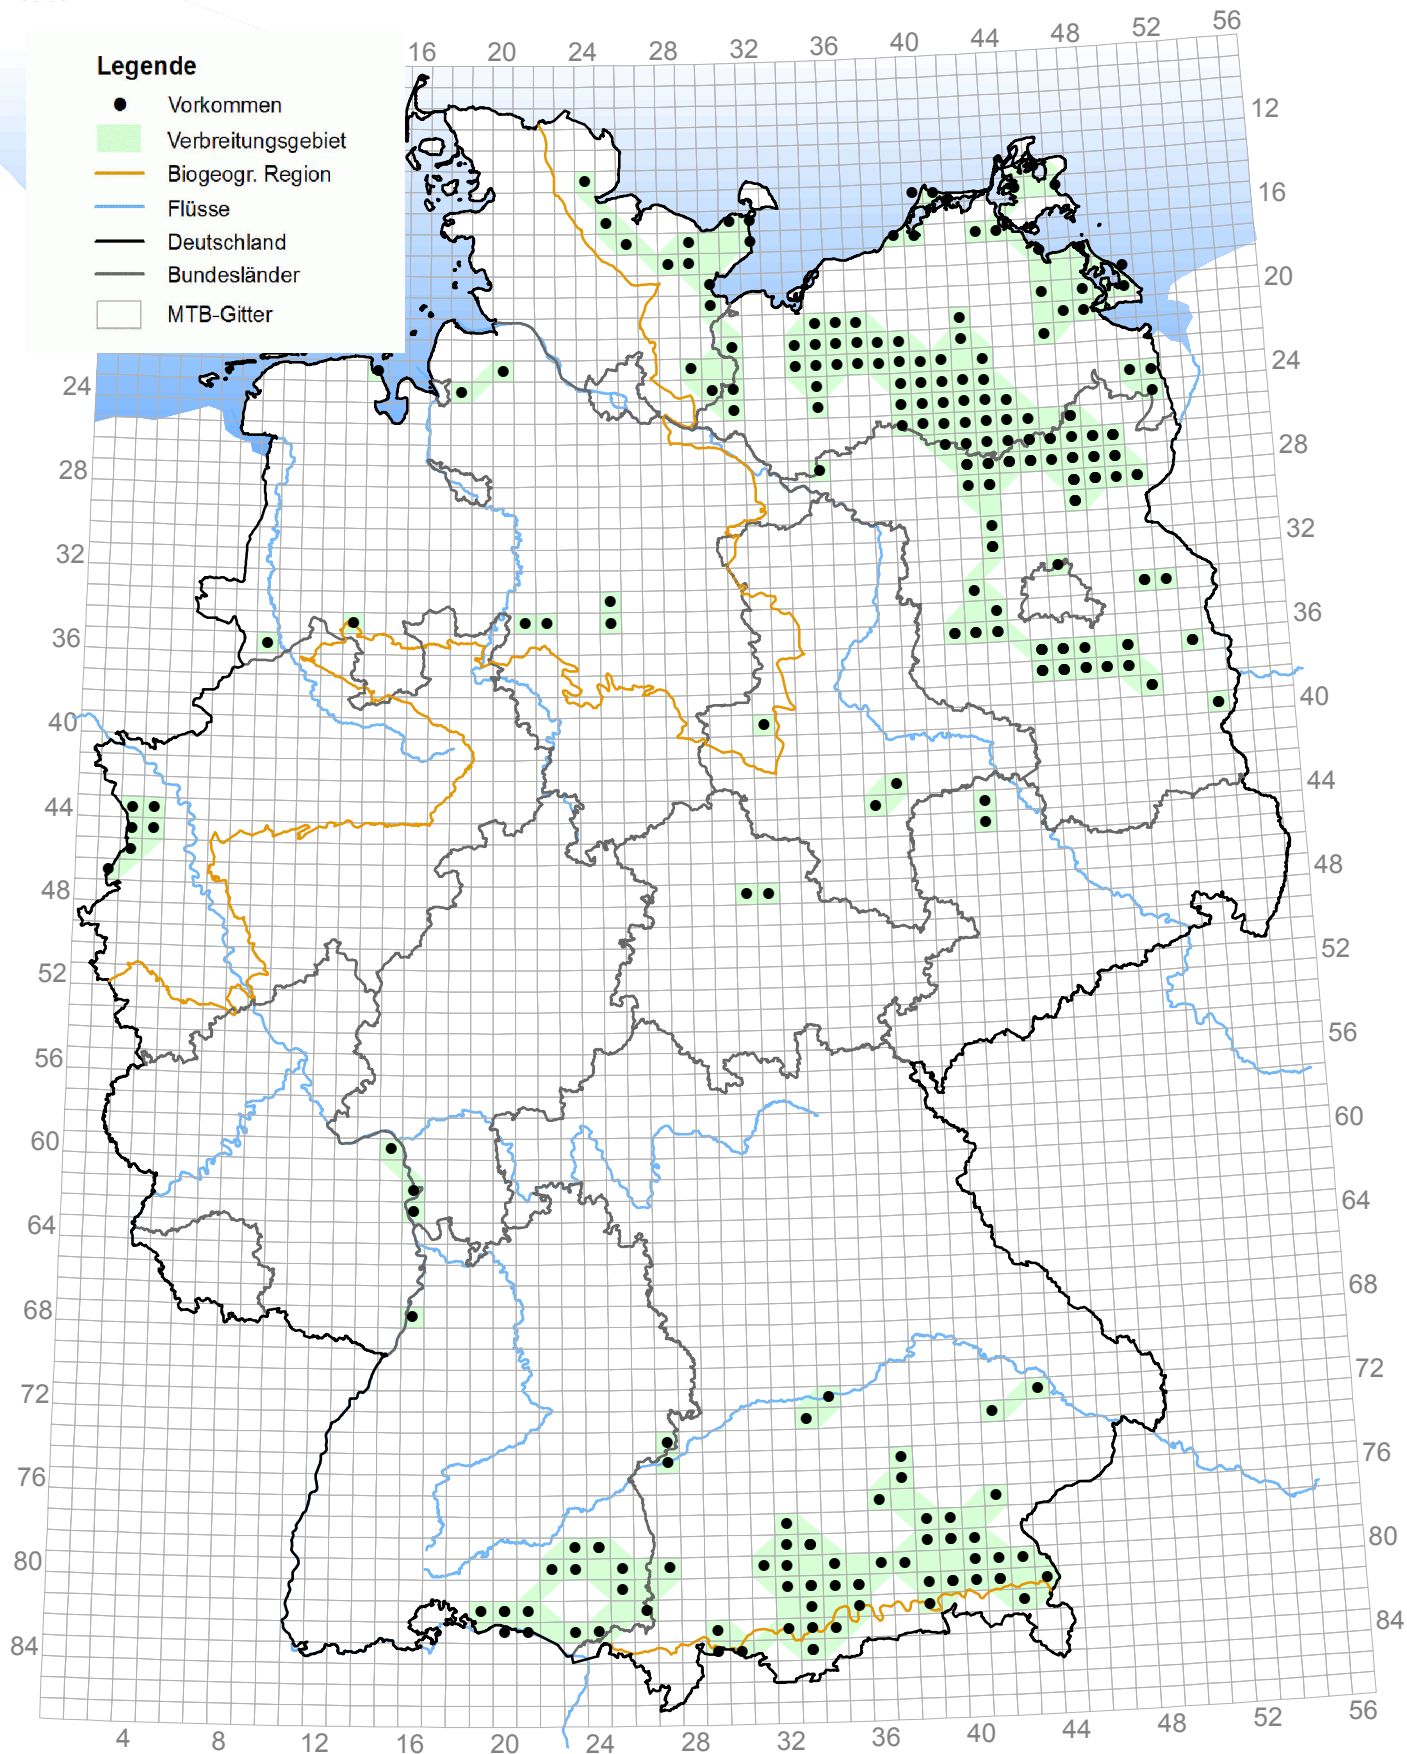 Legende
Vorkommen
Verbreitungsgebiet
Biogeogr. Region
Flüsse
Deutschland
Bundesländer
MTB-Gitter
16 20 24 28 32 36 40 44 48 52 56
12
16
20
24 24
28 28
32 32
36 36
40 40
44 44
48 48
52 52
56 56
60 60
64 64
68 68
72 72
76 76
80 80
84 84
4 8 12 16 20 24 28 32 36 40 44 48 52 56